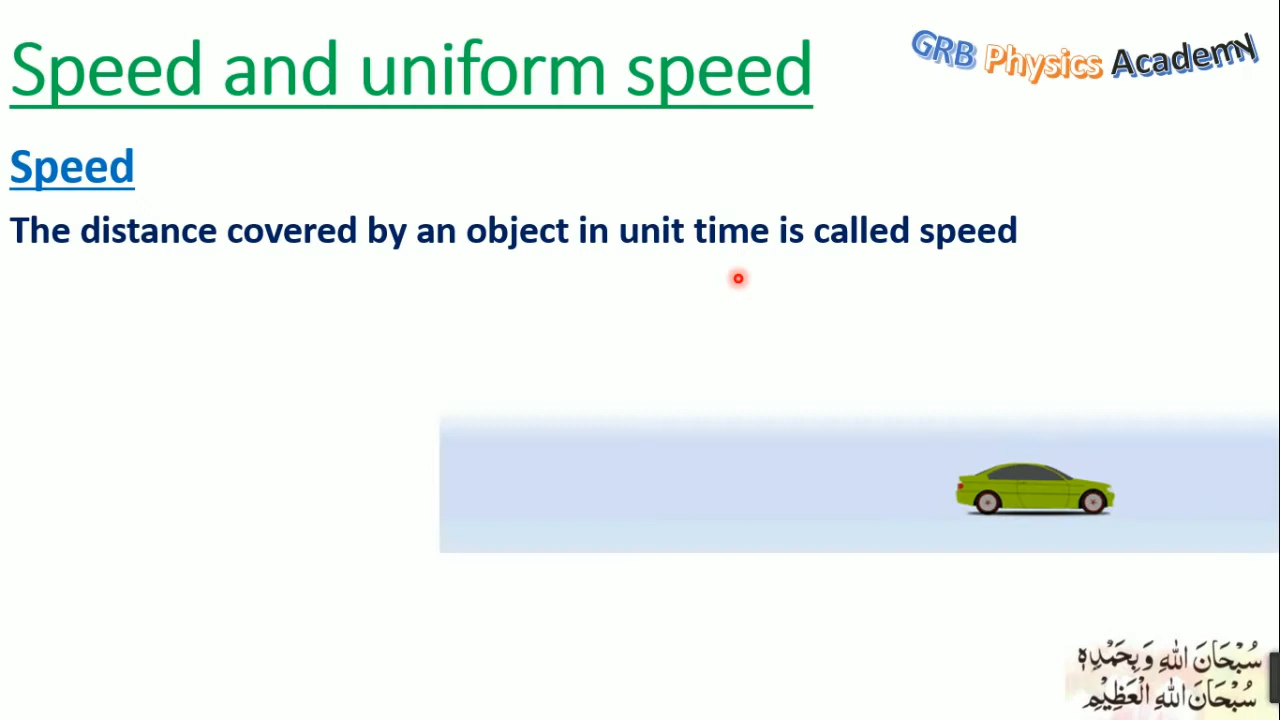 Speed and uniform speed
GRB Physics Academy
Speed
The distance covered by an object in unit time is called speed
سُبْحَانَ اللهِ وَبِحَمْدِهٖ
سُبْحَانَ اللهِ الْعَظِيْمِ